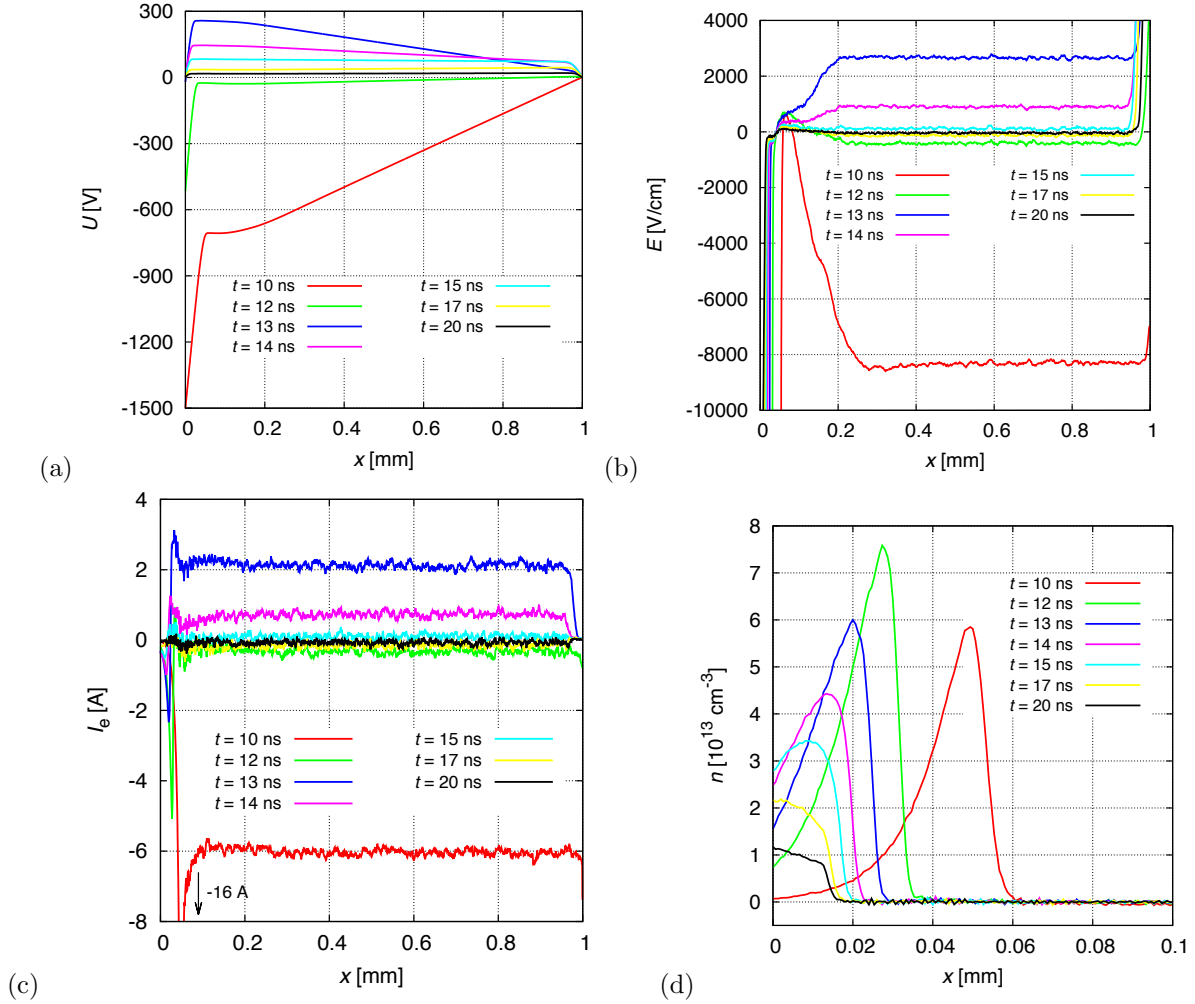 300
0
-300
-600
-900
-1200
-1500
U [V]
t = 10 ns
t = 12 ns
t = 13 ns
t = 14 ns
t = 15 ns
t = 17 ns
t = 20 ns
0 0.2 0.4 0.6 0.8 1
x [mm]
(a)
4000
2000
0
-2000
-4000
-6000
-8000
-10000
E [V/cm]
t = 10 ns
t = 12 ns
t = 13 ns
t = 14 ns
t = 15 ns
t = 17 ns
t = 20 ns
0 0.2 0.4 0.6 0.8 1
x [mm]
(b)
4
2
0
-2
-4
-6
-8
I_e [A]
t = 10 ns
t = 12 ns
t = 13 ns
t = 14 ns
t = 15 ns
t = 17 ns
t = 20 ns
-16 A
0 0.2 0.4 0.6 0.8 1
x [mm]
(c)
8
7
6
5
4
3
2
1
0
n [10^13 cm^-3]
t = 10 ns
t = 12 ns
t = 13 ns
t = 14 ns
t = 15 ns
t = 17 ns
t = 20 ns
0 0.02 0.04 0.06 0.08 0.1
x [mm]
(d)